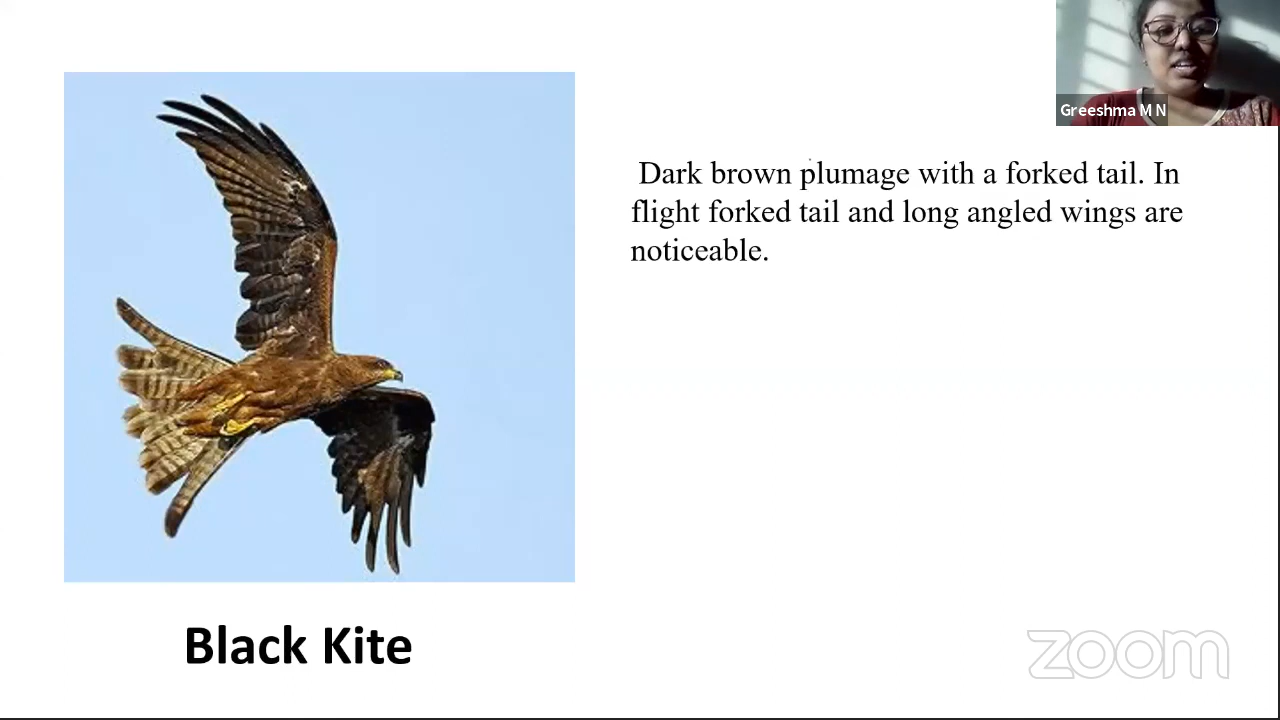 Greeshma M N
Dark brown plumage with a forked tail. In
flight forked tail and long angled wings are
noticeable.
Black Kite
zoom